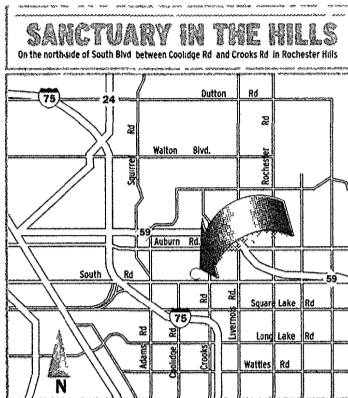 SANCTUARY IN THE HILLS
On the northside of South Blvd between Coolidge Rd and Crooks Rd in Rochester Hills
75
24
Dutton Rd
Squirrel Rd
Walton Blvd.
Rochester Rd
59
Auburn Rd.
South Rd
59
Adams Rd
Coolidge Rd
75
Crooks Rd
Livernois Rd.
Square Lake Rd
Long Lake Rd
Wattles Rd
N